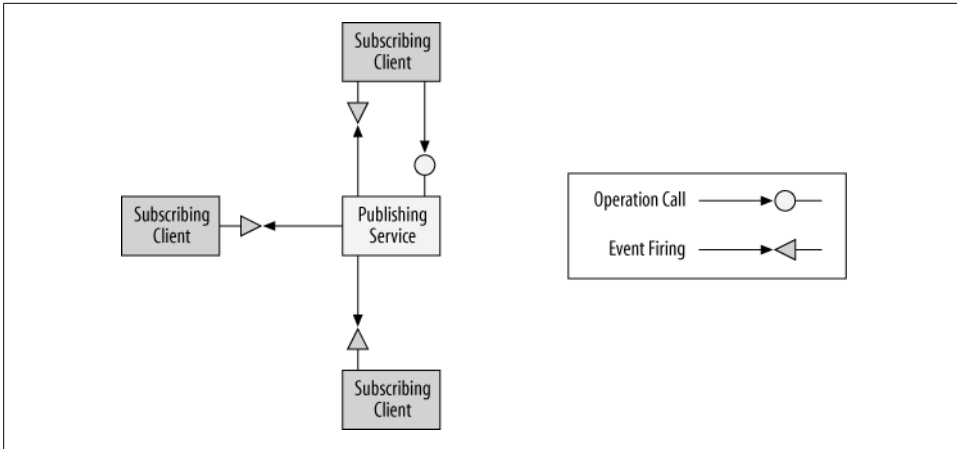 Subscribing
Client
Subscribing
Client
Publishing
Service
Operation Call
Event Firing
Subscribing
Client